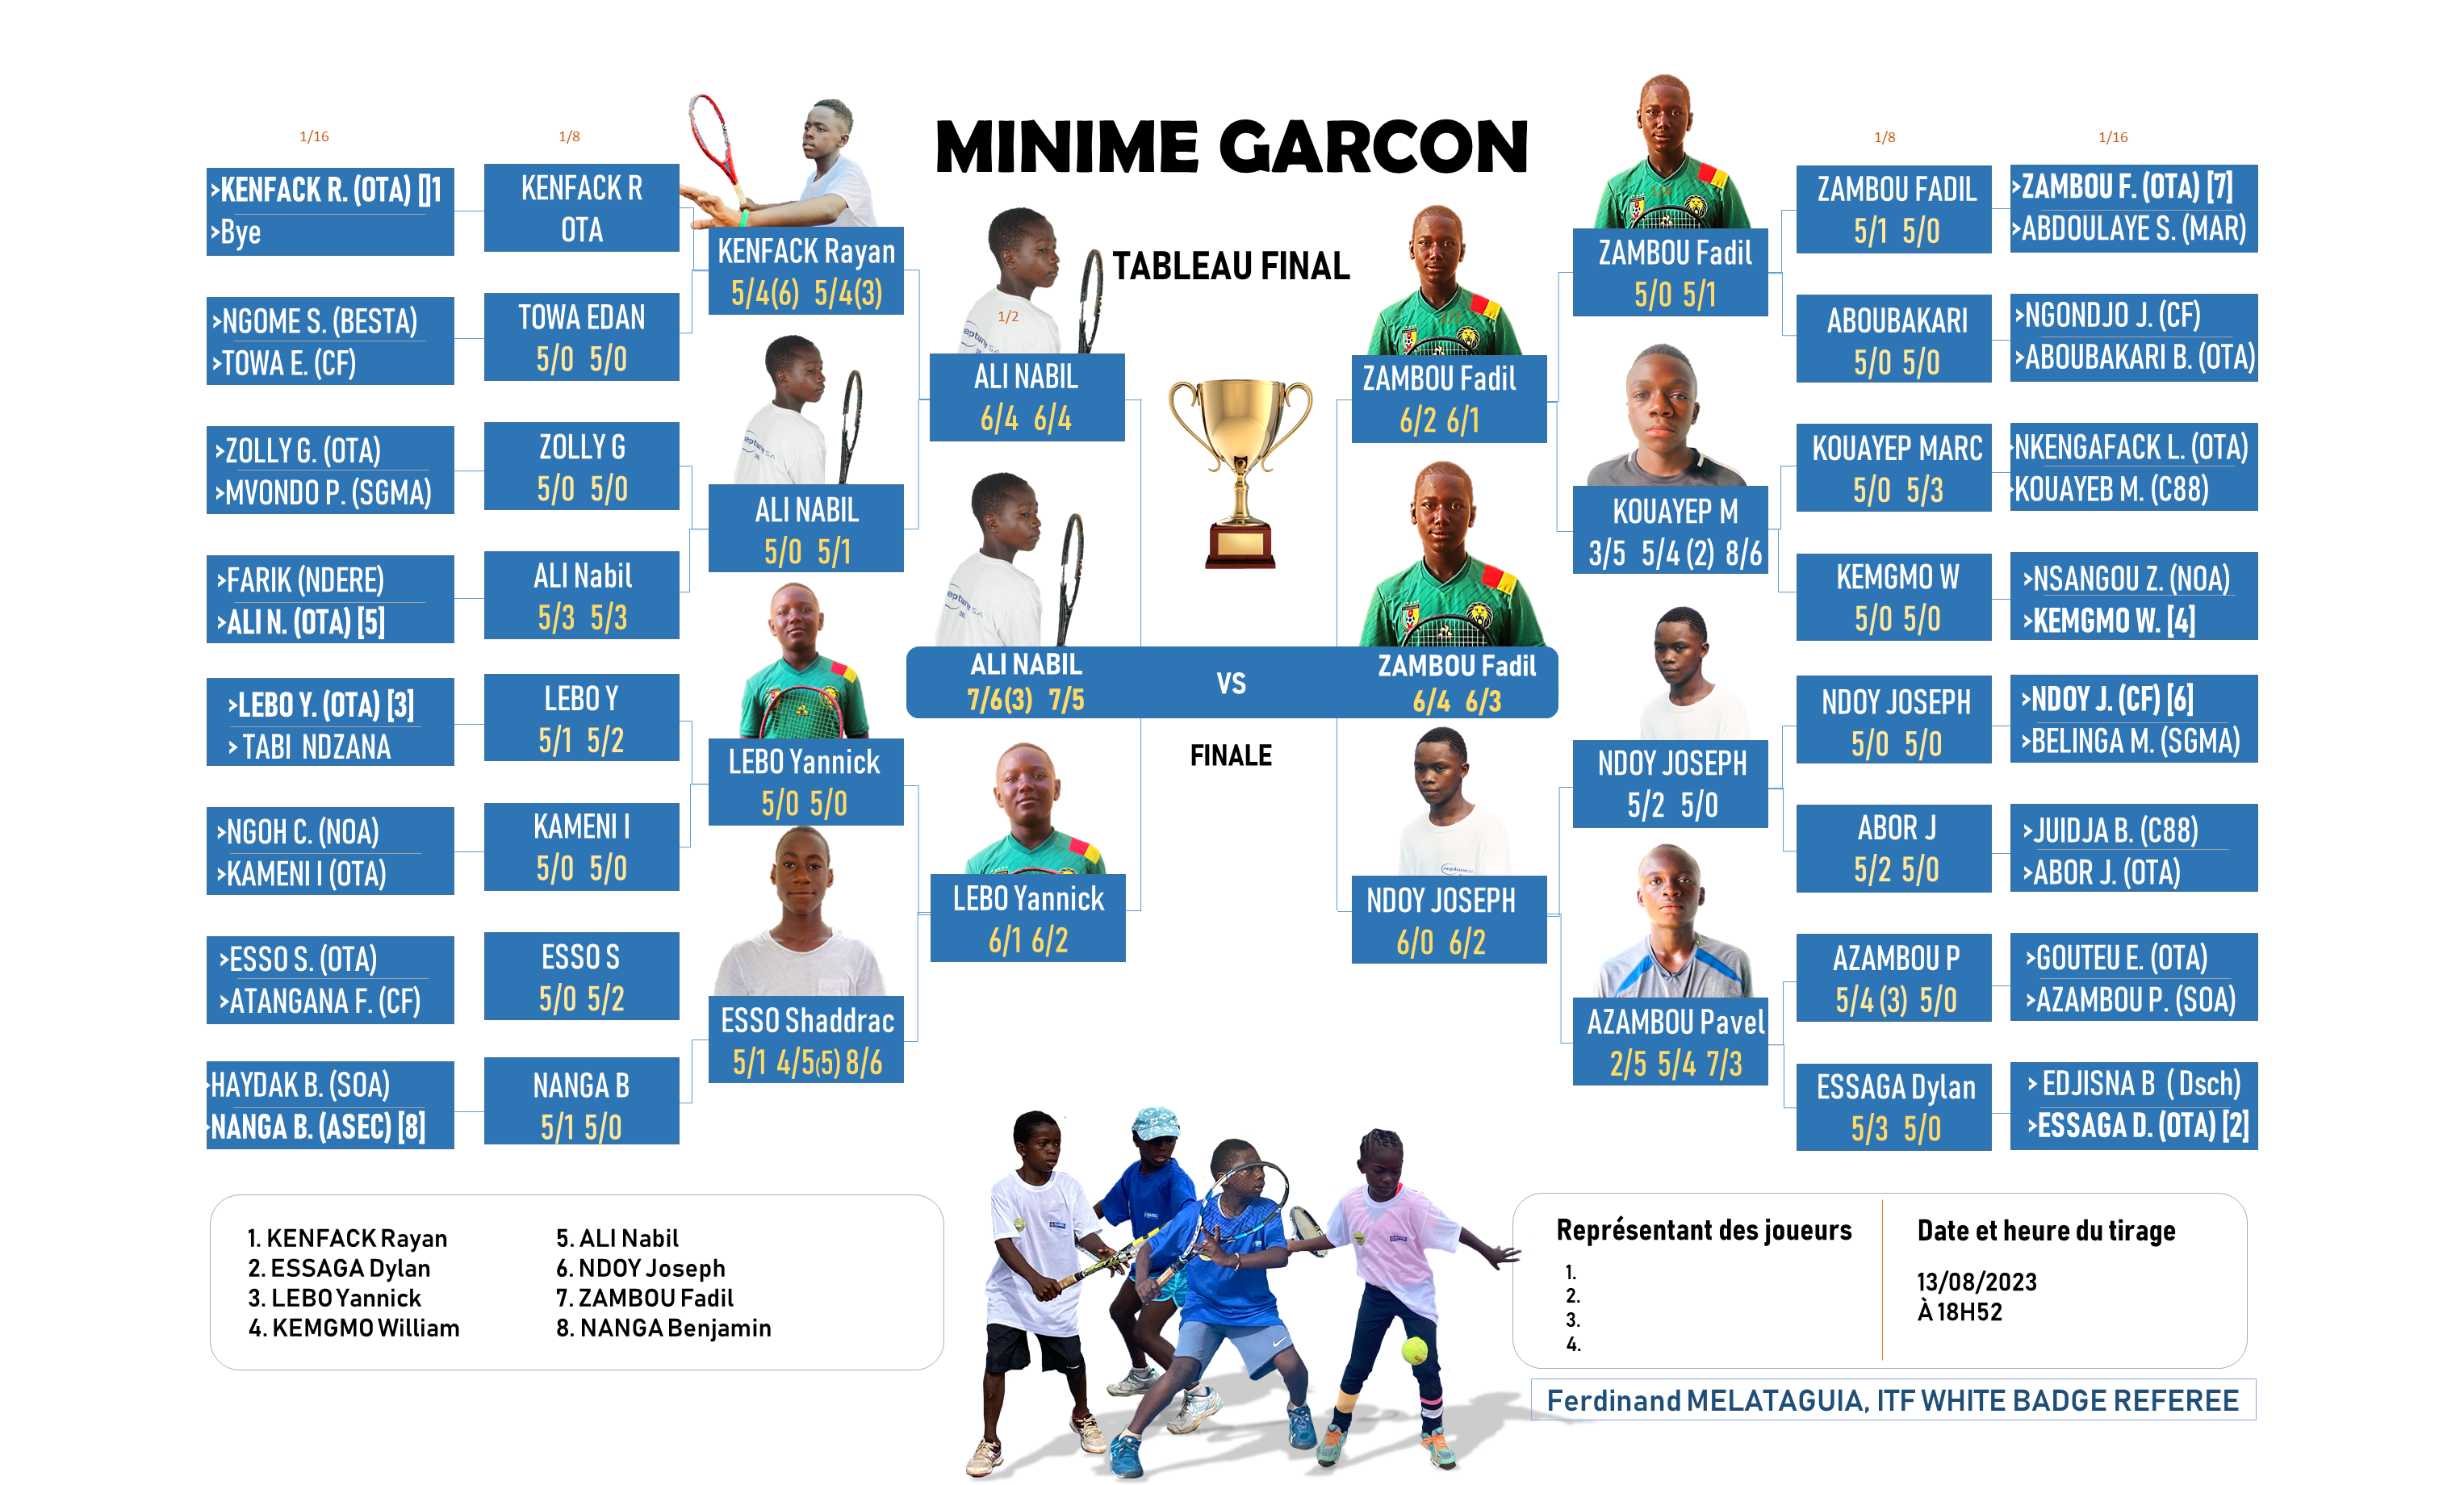 MINIME GARCON
TABLEAU FINAL
1/16
1/8
>KENFACK R. (OTA) []1
>Bye
>NGOME S. (BESTA)
>TOWA E. (CF)
>ZOLLY G. (OTA)
>MVONDO P. (SGMA)
>FARIK (NDERE)
>ALI N. (OTA) [5]
>LEBO Y. (OTA) [3]
> TABI NDZANA
>NGOH C. (NOA)
>KAMENI I (OTA)
>ESSO S. (OTA)
>ATANGANA F. (CF)
>HAYDAK B. (SOA)
>NANGA B. (ASEC) [8]
KENFACK R
OTA
TOWA EDAN
5/0 5/0
ZOLLY G
5/0 5/0
ALI Nabil
5/3 5/3
LEBO Y
5/1 5/2
KAMENI I
5/0 5/0
ESSO S
5/0 5/2
NANGA B
5/1 5/0
KENFACK Rayan
5/4(6) 5/4(3)
ALI NABIL
5/0 5/1
LEBO Yannick
5/0 5/0
ESSO Shaddrac
5/1 4/5(5) 8/6
1/2
ALI NABIL
6/4 6/4
LEBO Yannick
6/1 6/2
ALI NABIL
7/6(3) 7/5
VS
ZAMBOU Fadil
6/4 6/3
FINALE
ZAMBOU Fadil
6/2 6/1
NDOY JOSEPH
6/0 6/2
ZAMBOU Fadil
5/0 5/1
KOUAYEP M
3/5 5/4 (2) 8/6
NDOY JOSEPH
5/2 5/0
AZAMBOU Pavel
2/5 5/4 7/3
1/8
1/16
ZAMBOU FADIL
5/1 5/0
ABOUBAKARI
5/0 5/0
KOUAYEP MARC
5/0 5/3
KEMGMO W
5/0 5/0
NDOY JOSEPH
5/0 5/0
ABOR J
5/2 5/0
AZAMBOU P
5/4 (3) 5/0
ESSAGA Dylan
5/3 5/0
>ZAMBOU F. (OTA) [7]
>ABDOULAYE S. (MAR)
>NGONDJO J. (CF)
>ABOUBAKARI B. (OTA)
>NKENGAFACK L. (OTA)
>KOUAYEB M. (C88)
>NSANGOU Z. (NOA)
>KEMGMO W. [4]
>NDOY J. (CF) [6]
>BELINGA M. (SGMA)
>JUIDJA B. (C88)
>ABOR J. (OTA)
>GOUTEU E. (OTA)
>AZAMBOU P. (SOA)
> EDJISNA B ( Dsch)
>ESSAGA D. (OTA) [2]
1. KENFACK Rayan
2. ESSAGA Dylan
3. LEBO Yannick
4. KEMGMO William
5. ALI Nabil
6. NDOY Joseph
7. ZAMBOU Fadil
8. NANGA Benjamin
Représentant des joueurs
1.
2.
3.
4.
Date et heure du tirage
13/08/2023
À 18H52
Ferdinand MELATAGUIA, ITF WHITE BADGE REFEREE